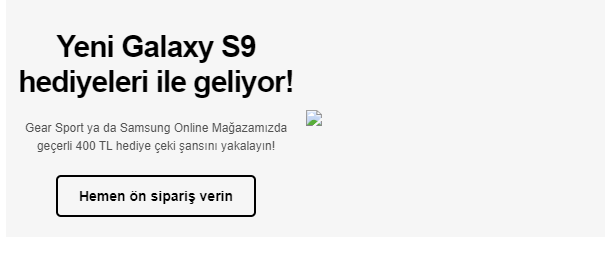 Yeni Galaxy S9
hediyeleri ile geliyor!
Gear Sport ya da Samsung Online Mağazamızda
geçerli 400 TL hediye çeki şansını yakalayın!
Hemen ön sipariş verin